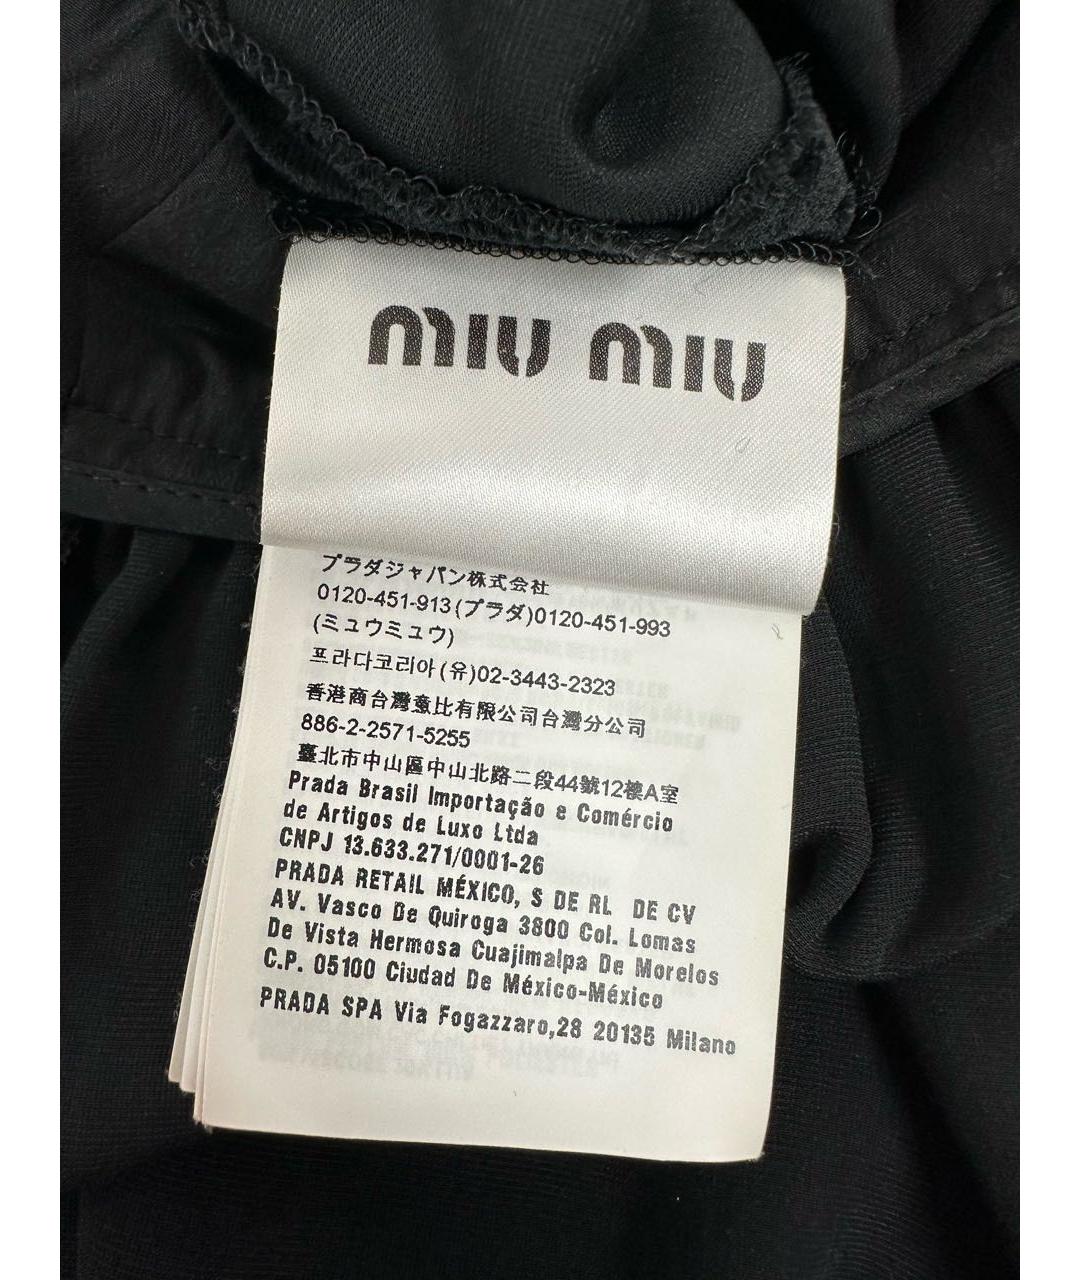 miu miu
プラダジャパン株式会社
0120-451-913(プラダ)0120-451-993
(ミュウミュウ)
프라다코리아(유)02-3443-2323
香港商台灣意比有限公司台灣分公司
886-2-2571-5255
臺北市中山區中山北路二段44號12樓A室
Prada Brasil Importação e Comércio
de Artigos de Luxo Ltda
CNPJ 13.633.271/0001-26
PRADA RETAIL MÉXICO, S DE RL DE CV
AV. Vasco De Quiroga 3800 Col. Lomas
De Vista Hermosa Cuajimalpa De Morelos
C.P. 05100 Ciudad De México-México
PRADA SPA Via Fogazzaro,28 20135 Milano